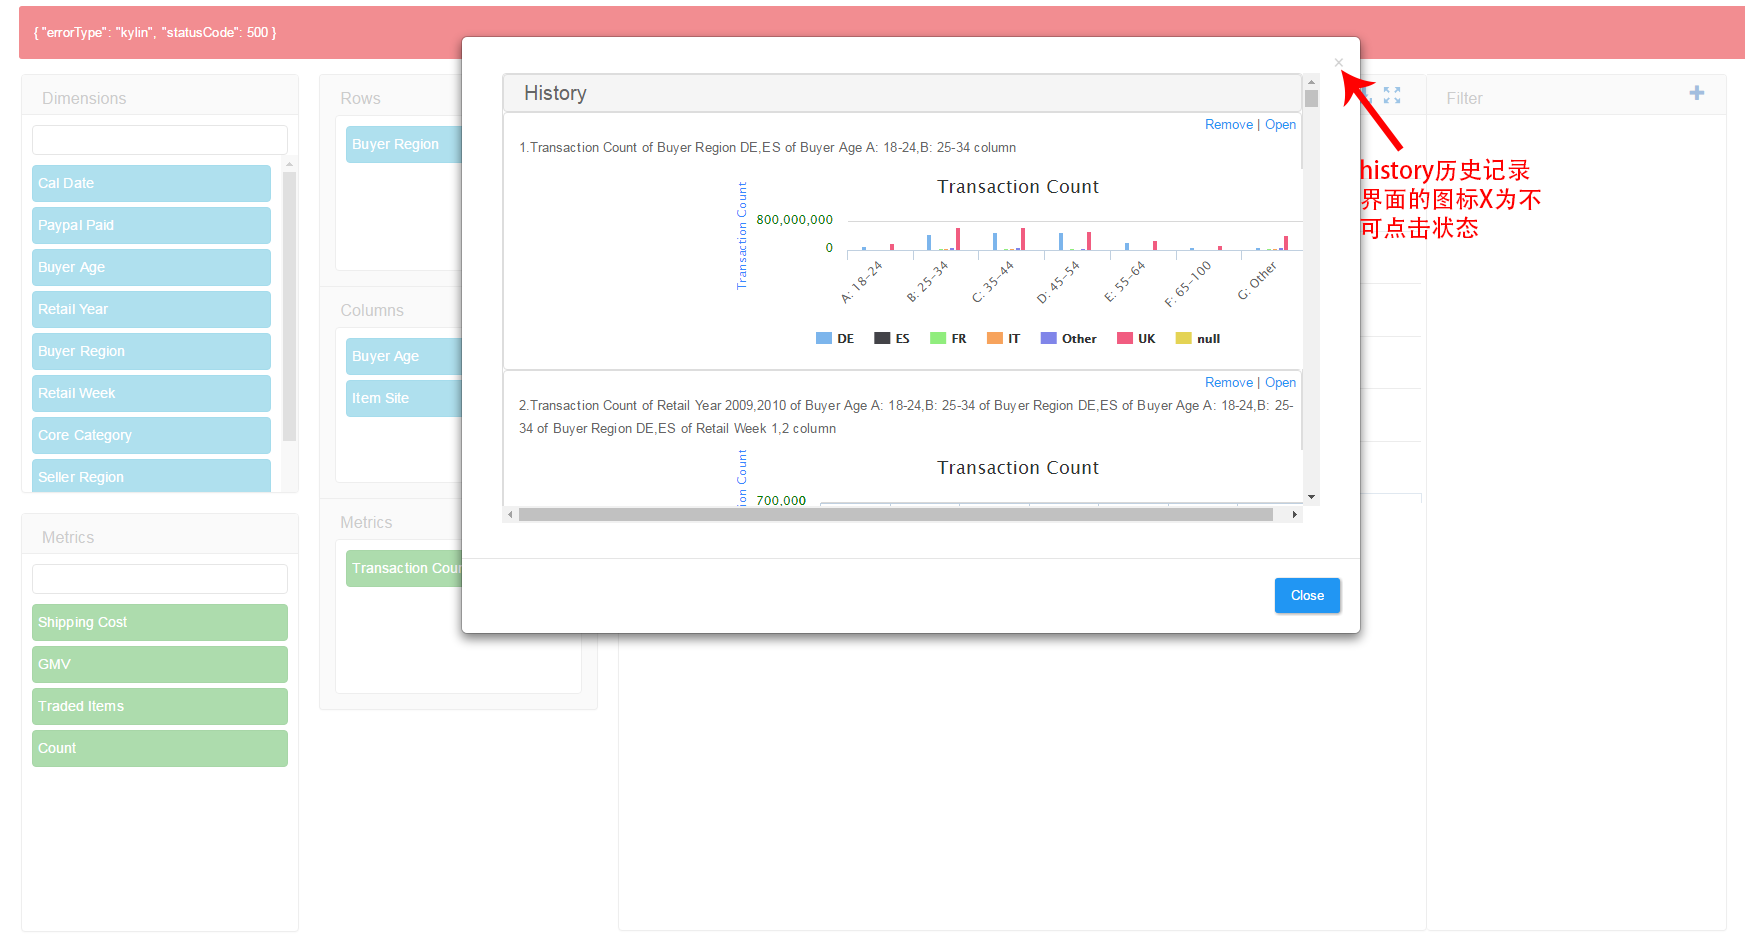 { "errorType": "kylin", "statusCode": 500 }
Dimensions
Cal Date
Paypal Paid
Buyer Age
Retail Year
Buyer Region
Retail Week
Core Category
Seller Region
Metrics
Shipping Cost
GMV
Traded Items
Count
Rows
Buyer Region
Columns
Buyer Age
Item Site
Metrics
Transaction Coun
×
History
Remove | Open
1.Transaction Count of Buyer Region DE,ES of Buyer Age A: 18-24,B: 25-34 column
Transaction Count
Transaction Count
800,000,000
0
A: 18-24
B: 25-34
C: 35-44
D: 45-54
E: 55-64
F: 65-100
G: Other
DE
ES
FR
IT
Other
UK
null
Remove | Open
2.Transaction Count of Retail Year 2009,2010 of Buyer Age A: 18-24,B: 25-34 of Buyer Region DE,ES of Buyer Age A: 18-24,B: 25-
34 of Buyer Region DE,ES of Retail Week 1,2 column
Transaction Count
ion Count
700,000
Close
Filter
history历史记录
界面的图标X为不
可点击状态